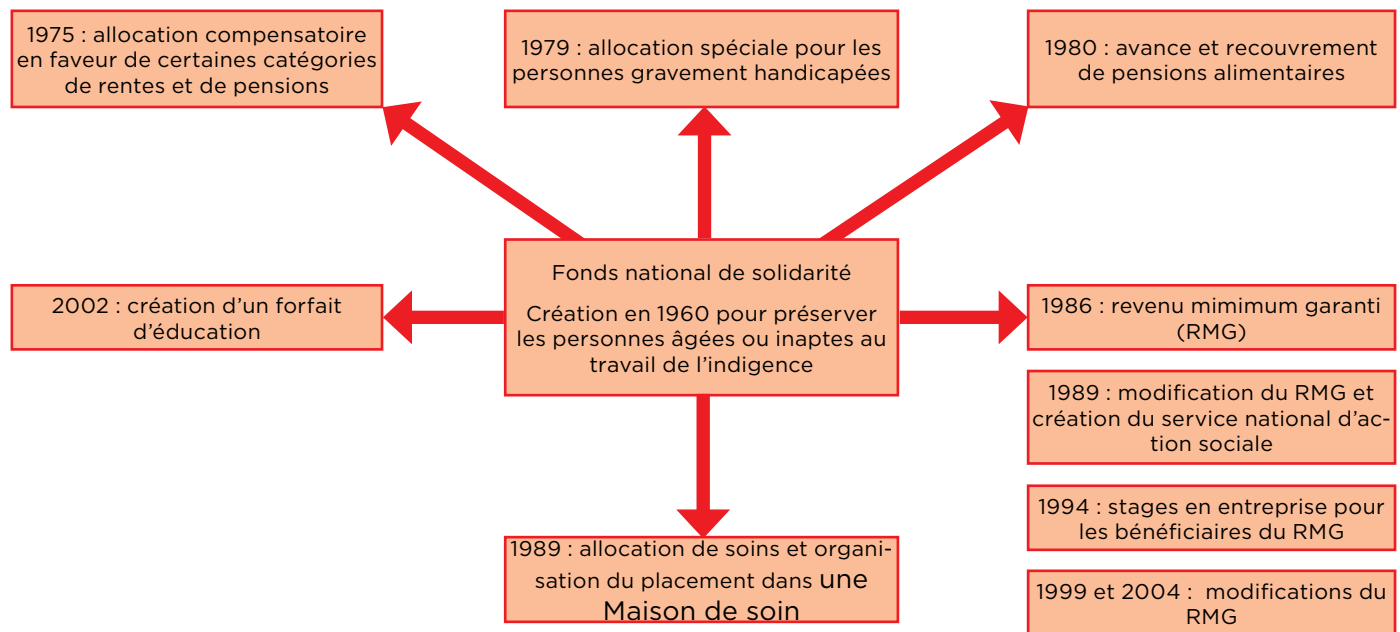 1975 : allocation compensatoire
en faveur de certaines catégories
de rentes et de pensions
1979 : allocation spéciale pour les
personnes gravement handicapées
1980 : avance et recouvrement
de pensions alimentaires
2002 : création d’un forfait
d’éducation
Fonds national de solidarité
Création en 1960 pour préserver
les personnes âgées ou inaptes au
travail de l’indigence
1986 : revenu mimimum garanti
(RMG)
1989 : modification du RMG et
création du service national d’ac-
tion sociale
1994 : stages en entreprise pour
les bénéficiaires du RMG
1989 : allocation de soins et organi-
sation du placement dans une
Maison de soin
1999 et 2004 :  modifications du
RMG